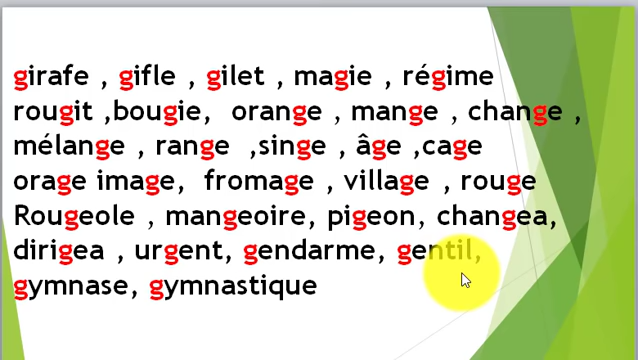 girafe , gifle , gilet , magie , régime
rougit ,bougie, orange , mange , change ,
mélange , range ,singe , âge ,cage
orage image, fromage , village , rouge
Rougeole , mangeoire, pigeon, changea,
dirigea , urgent, gendarme, gentil,
gymnase, gymnastique